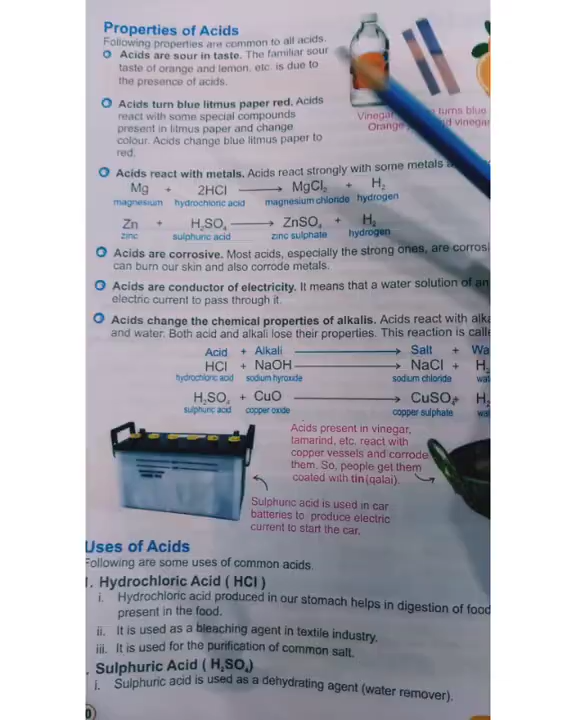 Properties of Acids
Following properties are common to all acids.
Acids are sour in taste. The familiar sour
taste of orange and lemon, etc. is due to
the presence of acids.
Acids turn blue litmus paper red. Acids
react with some special compounds
present in litmus paper and change
colour. Acids change blue litmus paper to
red.
Vinegar turns blue
Orange nd vinegar
Acids react with metals. Acids react strongly with some metals
Mg + 2HCl ⟶ MgCl₂ + H₂
magnesium hydrochloric acid magnesium chloride hydrogen
Zn + H₂SO₄ ⟶ ZnSO₄ + H₂
zinc sulphuric acid zinc sulphate hydrogen
Acids are corrosive. Most acids, especially the strong ones, are corrosi
can burn our skin and also corrode metals.
Acids are conductor of electricity. It means that a water solution of an
electric current to pass through it.
Acids change the chemical properties of alkalis. Acids react with alka
and water. Both acid and alkali lose their properties. This reaction is calle
Acid + Alkali ⟶ Salt + Wa
HCl + NaOH ⟶ NaCl + H₂
hydrochloric acid sodium hyroxide sodium chloride wat
H₂SO₄ + CuO ⟶ CuSO₄ + H₂
sulphuric acid copper oxide copper sulphate wa
Acids present in vinegar,
tamarind, etc. react with
copper vessels and corrode
them. So, people get them
coated with tin(qalai).
Sulphuric acid is used in car
batteries to produce electric
current to start the car.
Uses of Acids
Following are some uses of common acids.
1. Hydrochloric Acid ( HCl )
i. Hydrochloric acid produced in our stomach helps in digestion of food
present in the food.
ii. It is used as a bleaching agent in textile industry.
iii. It is used for the purification of common salt.
. Sulphuric Acid ( H₂SO₄)
i. Sulphuric acid is used as a dehydrating agent (water remover).
0